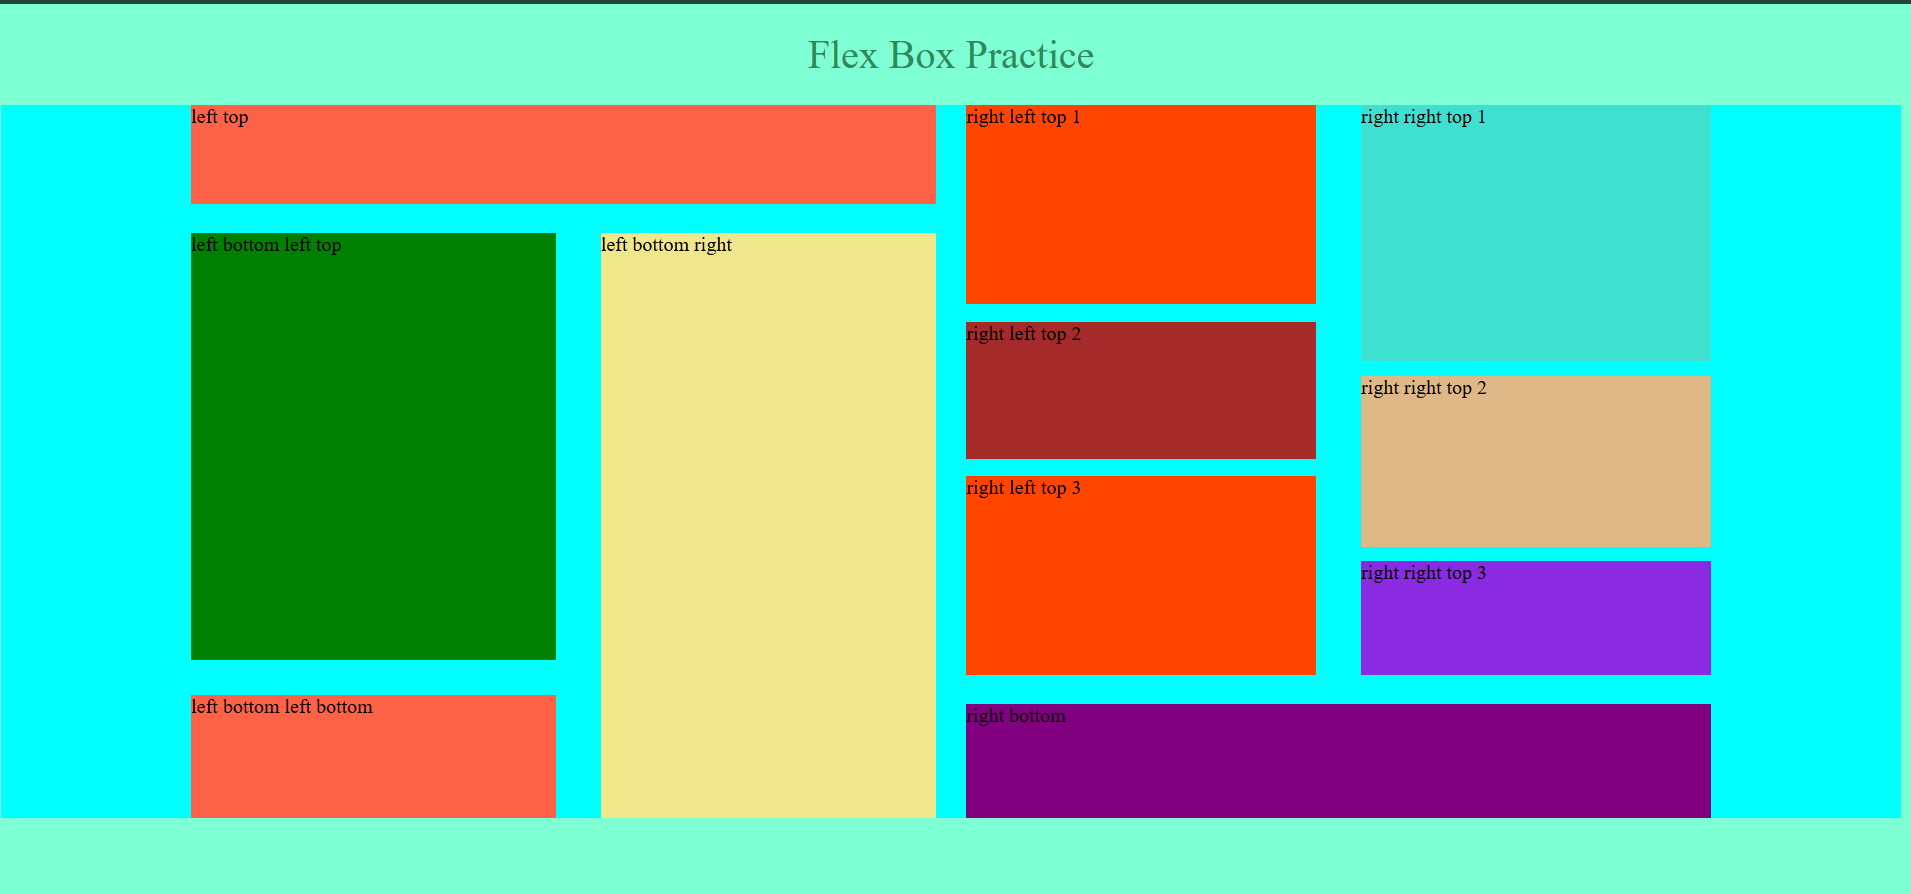 Flex Box Practice
left top
left bottom left top
left bottom right
left bottom left bottom
right left top 1
right left top 2
right left top 3
right right top 1
right right top 2
right right top 3
right bottom